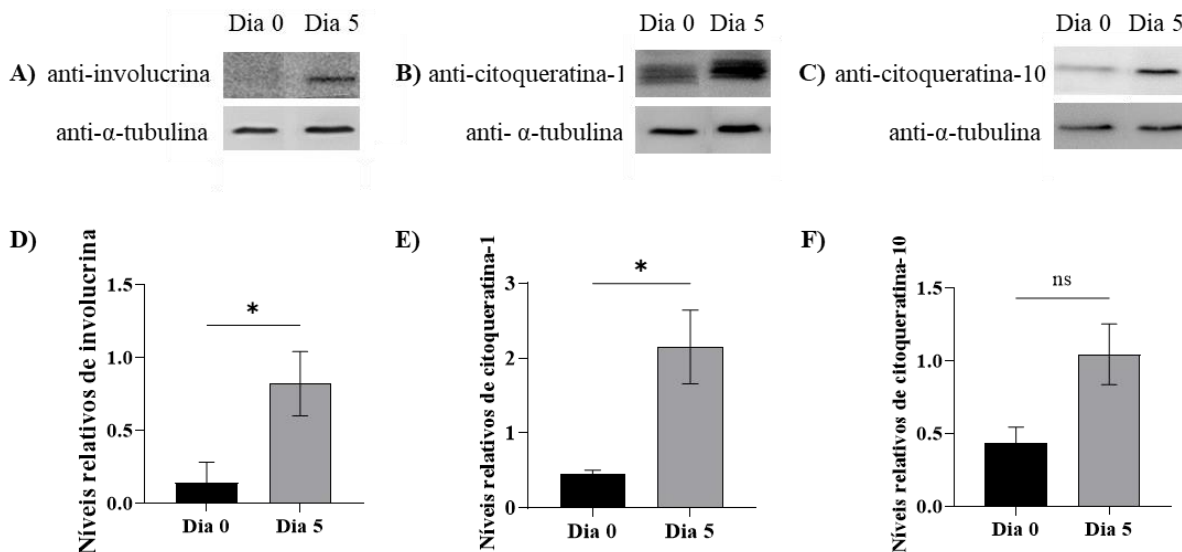 Dia 0 Dia 5
A) anti-involucrina
anti-α-tubulina
Dia 0 Dia 5
B) anti-citoqueratina-1
anti- α-tubulina
Dia 0 Dia 5
C) anti-citoqueratina-10
anti-α-tubulina
D)
Níveis relativos de involucrina
1.5
1.0
0.5
0.0
*
Dia 0 Dia 5
E)
Níveis relativos de citoqueratina-1
3
2
1
0
*
Dia 0 Dia 5
F)
Níveis relativos de citoqueratina-10
1.5
1.0
0.5
0.0
ns
Dia 0 Dia 5